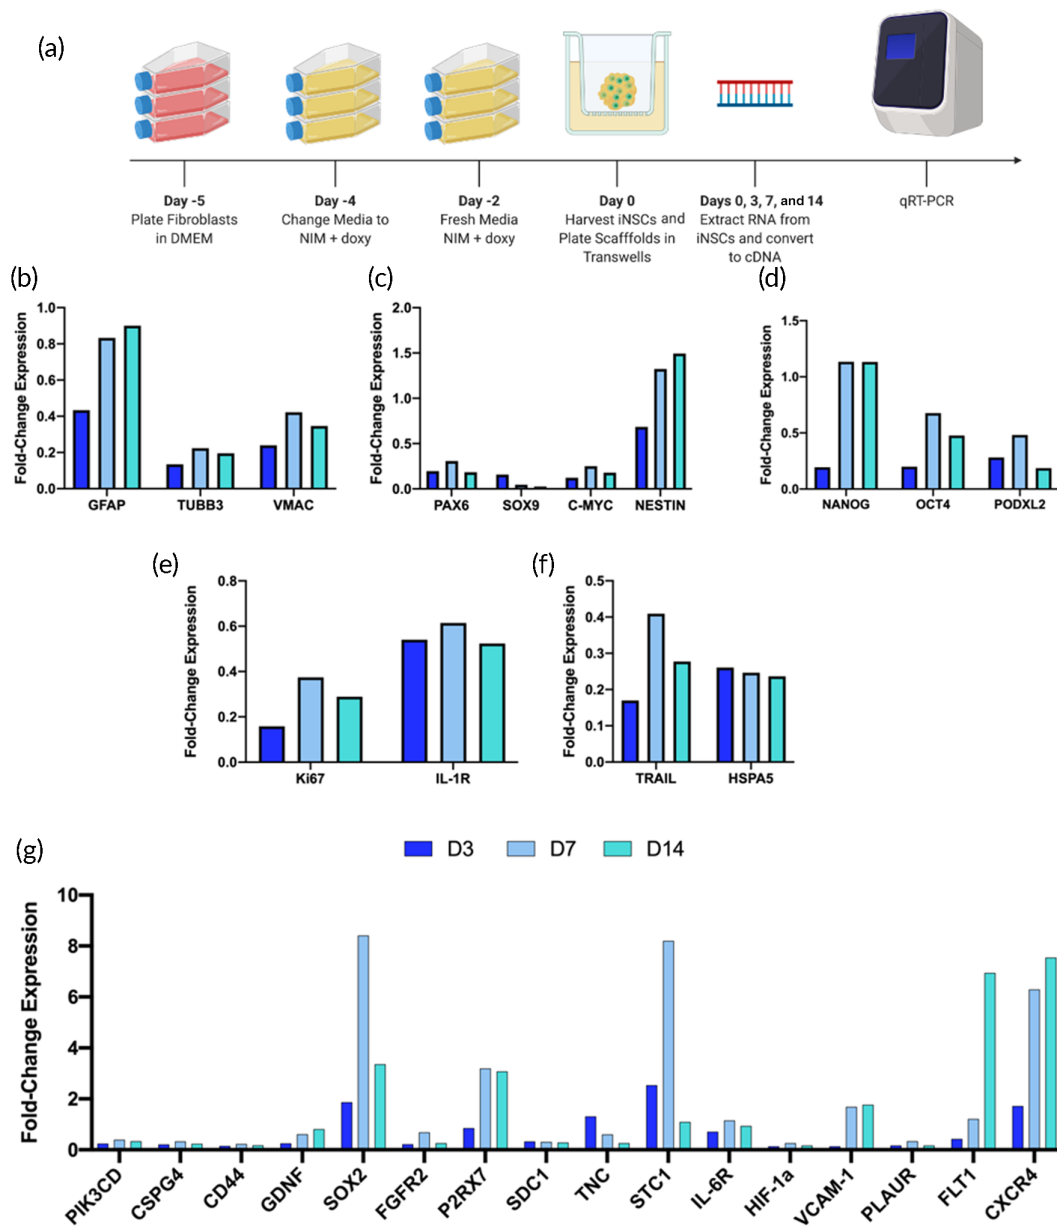 (a)
Day -5
Plate Fibroblasts
in DMEM
Day -4
Change Media to
NIM + doxy
Day -2
Fresh Media
NIM + doxy
Day 0
Harvest iNSCs and
Plate Scafffolds in
Transwells
Days 0, 3, 7, and 14
Extract RNA from
iNSCs and convert
to cDNA
qRT-PCR
(b)
Fold-Change Expression
1.0
0.8
0.6
0.4
0.2
0.0
GFAP TUBB3 VMAC
(c)
Fold-Change Expression
2.0
1.5
1.0
0.5
0.0
PAX6 SOX9 C-MYC NESTIN
(d)
Fold-Change Expression
1.5
1.0
0.5
0.0
NANOG OCT4 PODXL2
(e)
Fold-Change Expression
0.8
0.6
0.4
0.2
0.0
Ki67 IL-1R
(f)
Fold-Change Expression
0.5
0.4
0.3
0.2
0.1
0.0
TRAIL HSPA5
(g)
D3 D7 D14
Fold-Change Expression
10
8
6
4
2
0
PIK3CD
CSPG4
CD44
GDNF
SOX2
FGFR2
P2RX7
SDC1
TNC
STC1
IL-6R
HIF-1a
VCAM-1
PLAUR
FLT1
CXCR4